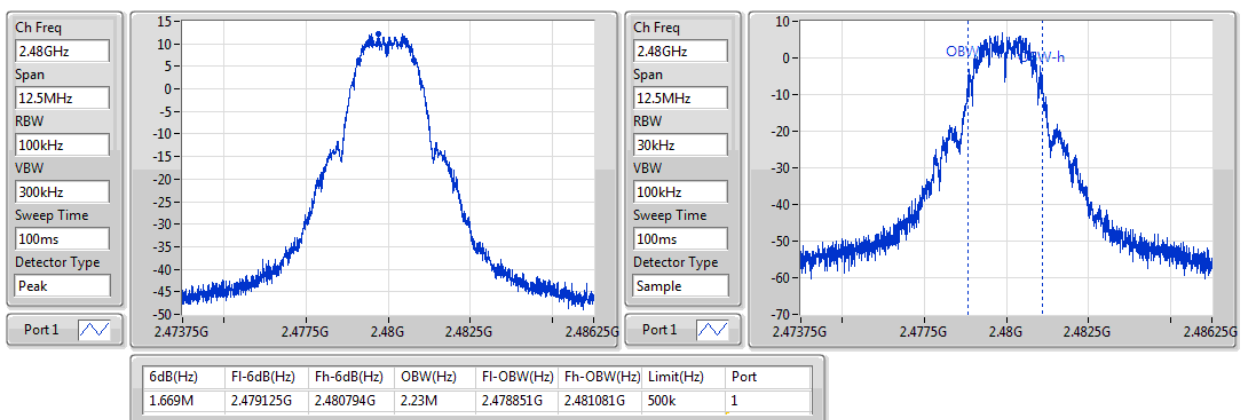 Ch Freq
2.48GHz
Span
12.5MHz
RBW
100kHz
VBW
300kHz
Sweep Time
100ms
Detector Type
Peak
Port 1
15
10
5
0
-5
-10
-15
-20
-25
-30
-35
-40
-45
-50
2.47375G 2.4775G 2.48G 2.4825G 2.48625G
Ch Freq
2.48GHz
Span
12.5MHz
RBW
30kHz
VBW
100kHz
Sweep Time
100ms
Detector Type
Sample
Port 1
10
0
-10
-20
-30
-40
-50
-60
-70
2.47375G 2.4775G 2.48G 2.4825G 2.48625G
6dB(Hz) Fl-6dB(Hz) Fh-6dB(Hz) OBW(Hz) Fl-OBW(Hz) Fh-OBW(Hz) Limit(Hz) Port
1.669M 2.479125G 2.480794G 2.23M 2.478851G 2.481081G 500k 1